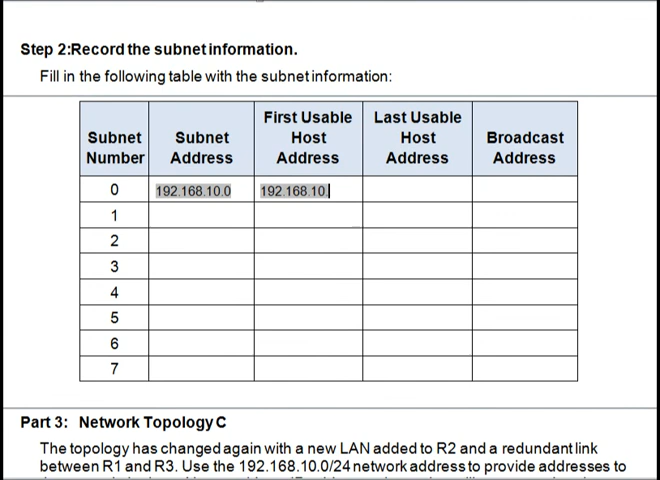 Step 2:Record the subnet information.
Fill in the following table with the subnet information:
Subnet Number Subnet Address First Usable Host Address Last Usable Host Address Broadcast Address
0 192.168.10.0 192.168.10.
1
2
3
4
5
6
7
Part 3: Network Topology C
The topology has changed again with a new LAN added to R2 and a redundant link
between R1 and R3. Use the 192.168.10.0/24 network address to provide addresses to